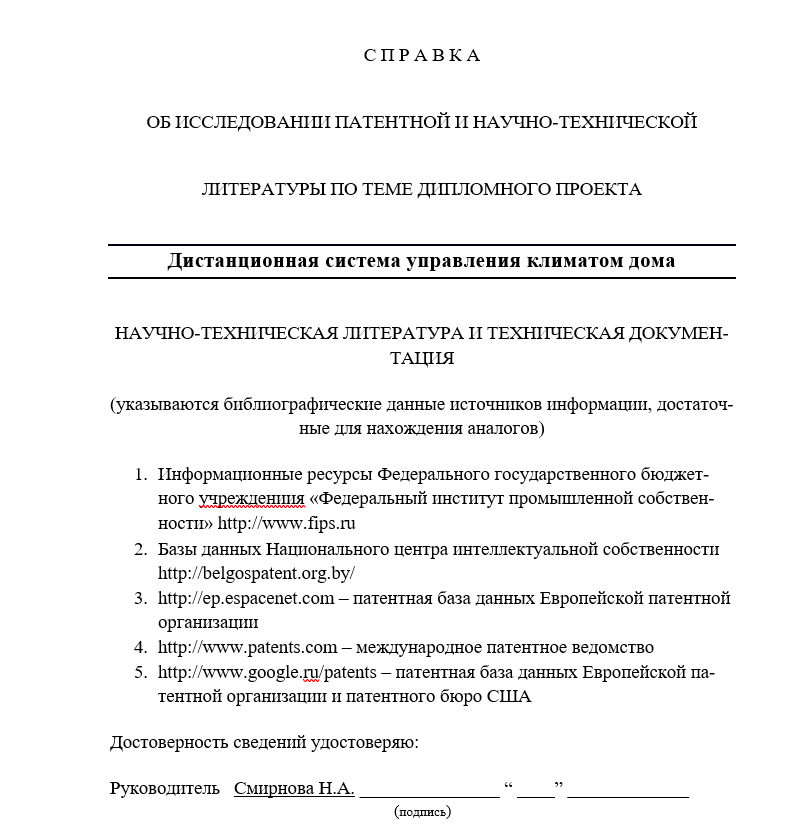 С П Р А В К А
ОБ ИССЛЕДОВАНИИ ПАТЕНТНОЙ И НАУЧНО-ТЕХНИЧЕСКОЙ
ЛИТЕРАТУРЫ ПО ТЕМЕ ДИПЛОМНОГО ПРОЕКТА
Дистанционная система управления климатом дома
НАУЧНО-ТЕХНИЧЕСКАЯ ЛИТЕРАТУРА И ТЕХНИЧЕСКАЯ ДОКУМЕН-
ТАЦИЯ
(указываются библиографические данные источников информации, достаточ-
ные для нахождения аналогов)
1. Информационные ресурсы Федерального государственного бюджет-
ного учреждениия «Федеральный институт промышленной собствен-
ности» http://www.fips.ru
2. Базы данных Национального центра интеллектуальной собственности
http://belgospatent.org.by/
3. http://ep.espacenet.com – патентная база данных Европейской патентной
организации
4. http://www.patents.com – международное патентное ведомство
5. http://www.google.ru/patents – патентная база данных Европейской па-
тентной организации и патентного бюро США
Достоверность сведений удостоверяю:
Руководитель Смирнова Н.А. _______________ “ ____” _____________
(подпись)